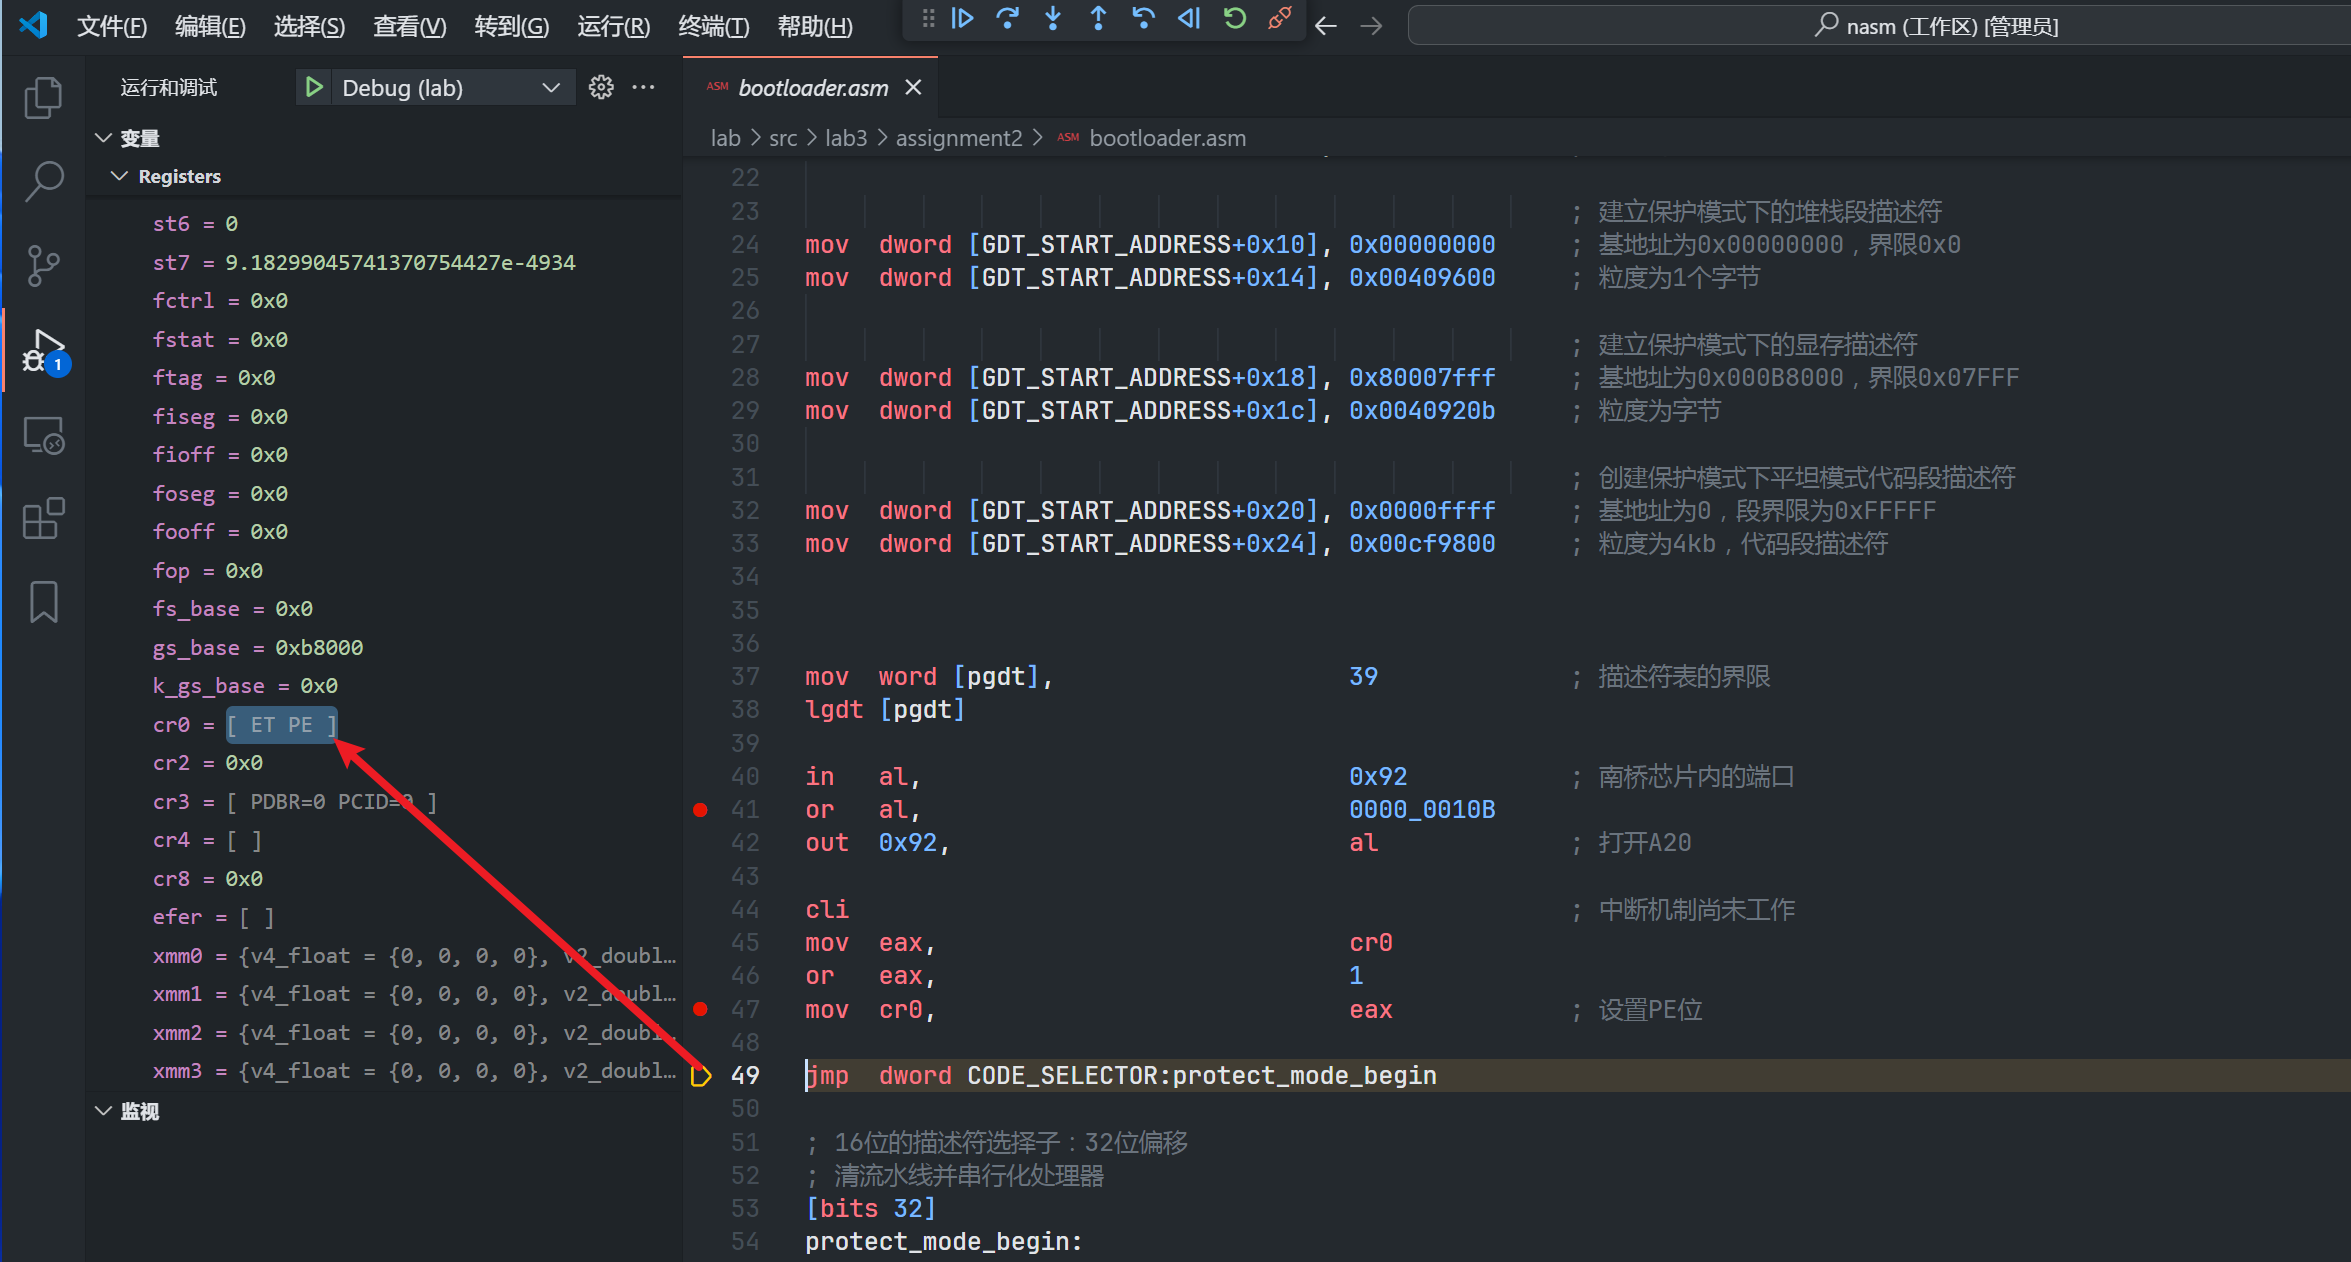 文件(F) 编辑(E) 选择(S) 查看(V) 转到(G) 运行(R) 终端(T) 帮助(H) nasm (工作区) [管理员]
运行和调试 Debug (lab) ···
变量
Registers
st6 = 0
st7 = 9.18299045741370754427e-4934
fctrl = 0x0
fstat = 0x0
ftag = 0x0
fiseg = 0x0
fioff = 0x0
foseg = 0x0
fooff = 0x0
fop = 0x0
fs_base = 0x0
gs_base = 0xb8000
k_gs_base = 0x0
cr0 = [ ET PE ]
cr2 = 0x0
cr3 = [ PDBR=0 PCID=0 ]
cr4 = [ ]
cr8 = 0x0
efer = [ ]
xmm0 = {v4_float = {0, 0, 0, 0}, v2_doubl…
xmm1 = {v4_float = {0, 0, 0, 0}, v2_doubl…
xmm2 = {v4_float = {0, 0, 0, 0}, v2_doubl…
xmm3 = {v4_float = {0, 0, 0, 0}, v2_doubl…
监视
1
ASM bootloader.asm
lab > src > lab3 > assignment2 > ASM bootloader.asm
22
23 ; 建立保护模式下的堆栈段描述符
24 mov dword [GDT_START_ADDRESS+0x10], 0x00000000 ; 基地址为0x00000000，界限0x0
25 mov dword [GDT_START_ADDRESS+0x14], 0x00409600 ; 粒度为1个字节
26
27 ; 建立保护模式下的显存描述符
28 mov dword [GDT_START_ADDRESS+0x18], 0x80007fff ; 基地址为0x000B8000，界限0x07FFF
29 mov dword [GDT_START_ADDRESS+0x1c], 0x0040920b ; 粒度为字节
30
31 ; 创建保护模式下平坦模式代码段描述符
32 mov dword [GDT_START_ADDRESS+0x20], 0x0000ffff ; 基地址为0，段界限为0xFFFFF
33 mov dword [GDT_START_ADDRESS+0x24], 0x00cf9800 ; 粒度为4kb，代码段描述符
34
35
36
37 mov word [pgdt], 39 ; 描述符表的界限
38 lgdt [pgdt]
39
40 in al, 0x92 ; 南桥芯片内的端口
41 or al, 0000_0010B
42 out 0x92, al ; 打开A20
43
44 cli ; 中断机制尚未工作
45 mov eax, cr0
46 or eax, 1
47 mov cr0, eax ; 设置PE位
48
49 jmp dword CODE_SELECTOR:protect_mode_begin
50
51 ; 16位的描述符选择子：32位偏移
52 ; 清流水线并串行化处理器
53 [bits 32]
54 protect_mode_begin: